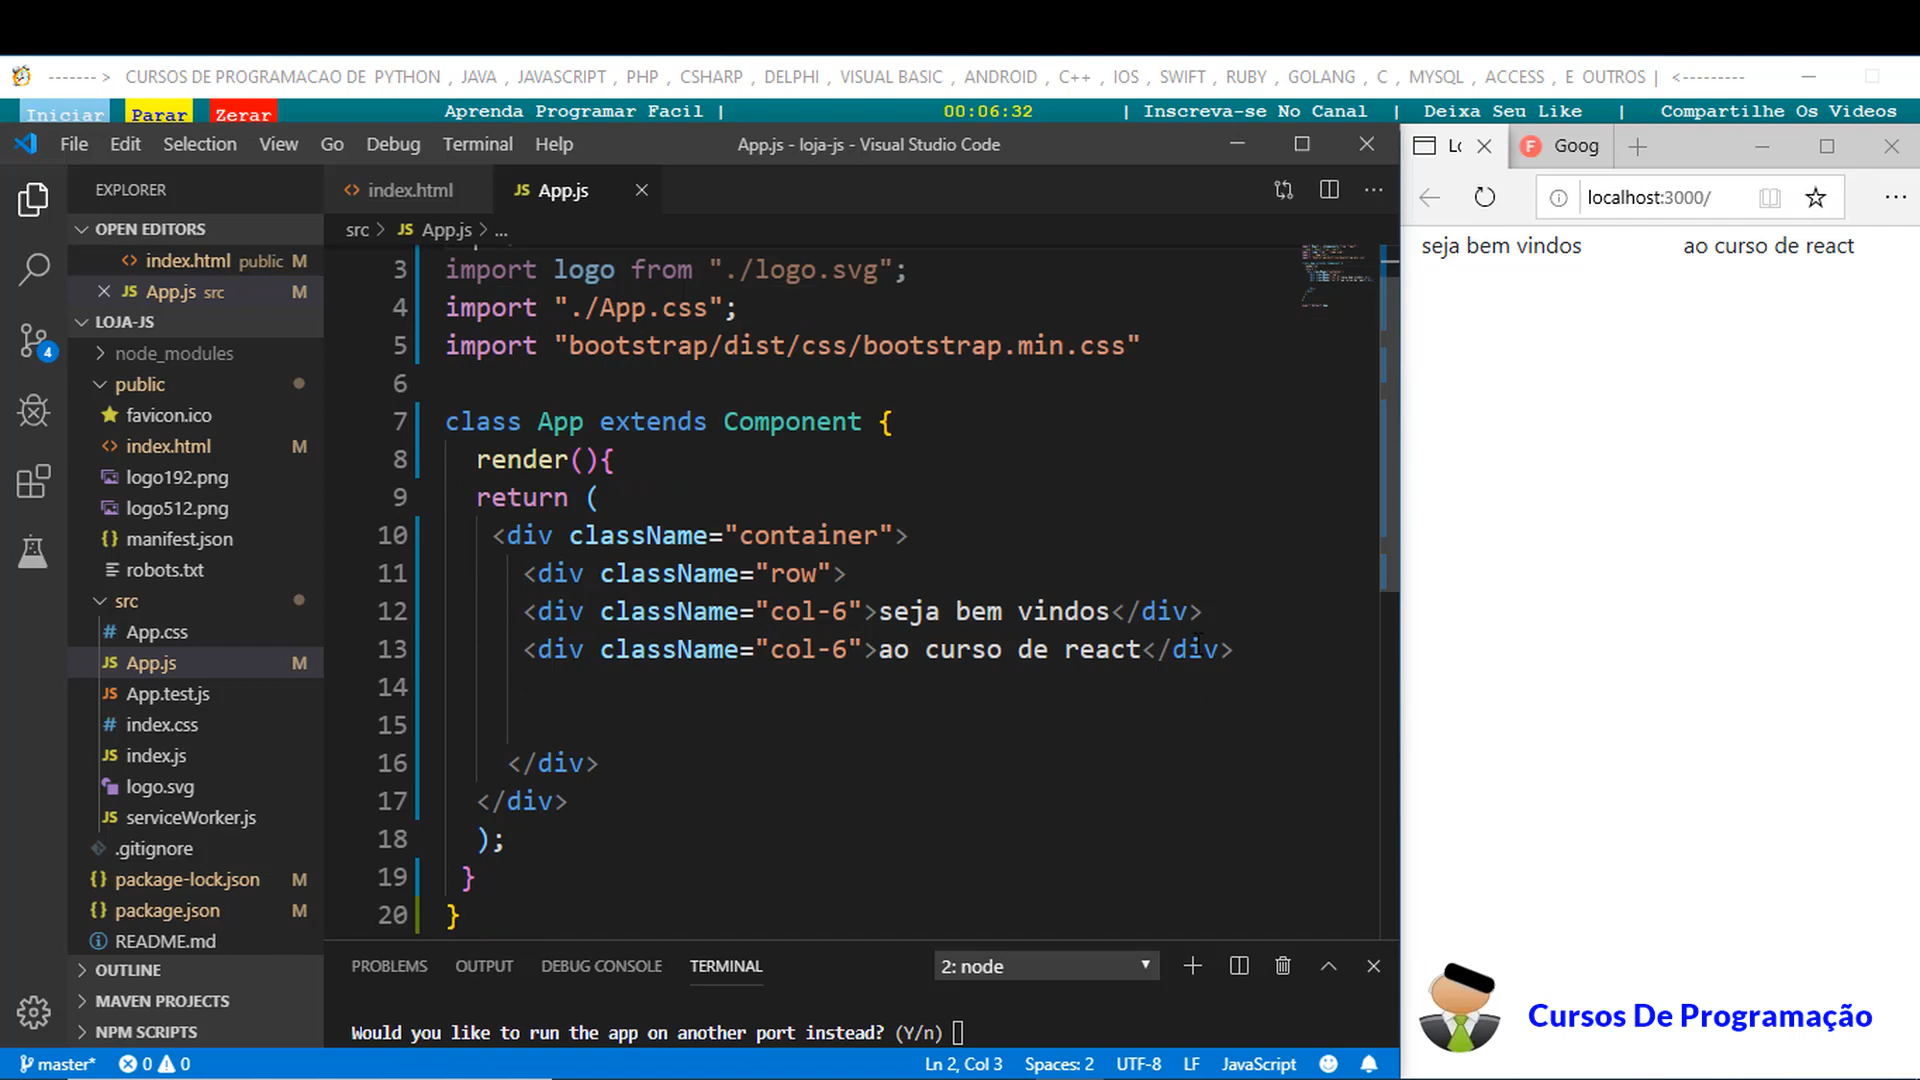 ------- > CURSOS DE PROGRAMACAO DE PYTHON , JAVA , JAVASCRIPT , PHP , CSHARP , DELPHI , VISUAL BASIC , ANDROID , C++ , IOS , SWIFT , RUBY , GOLANG , C , MYSQL , ACCESS , E OUTROS | <---------
Iniciar Parar Zerar Aprenda Programar Facil | 00:06:32 | Inscreva-se No Canal | Deixa Seu Like | Compartilhe Os Videos
File Edit Selection View Go Debug Terminal Help App.js - loja-js - Visual Studio Code
Goog
localhost:3000/
seja bem vindos ao curso de react
EXPLORER
OPEN EDITORS
index.html public M
App.js src M
LOJA-JS
node_modules
public
favicon.ico
index.html M
logo192.png
logo512.png
manifest.json
robots.txt
src
App.css
App.js M
App.test.js
index.css
index.js
logo.svg
serviceWorker.js
.gitignore
package-lock.json M
package.json M
README.md
OUTLINE
MAVEN PROJECTS
NPM SCRIPTS
index.html JS App.js
src > JS App.js > ...
3 import logo from "./logo.svg";
4 import "./App.css";
5 import "bootstrap/dist/css/bootstrap.min.css"
6
7 class App extends Component {
8 render(){
9 return (
10 <div className="container">
11 <div className="row">
12 <div className="col-6">seja bem vindos</div>
13 <div className="col-6">ao curso de react</div>
14
15
16 </div>
17 </div>
18 );
19 }
20 }
PROBLEMS OUTPUT DEBUG CONSOLE TERMINAL 2: node
Would you like to run the app on another port instead? (Y/n)
master* 0 0 Ln 2, Col 3 Spaces: 2 UTF-8 LF JavaScript
4
Cursos De Programação